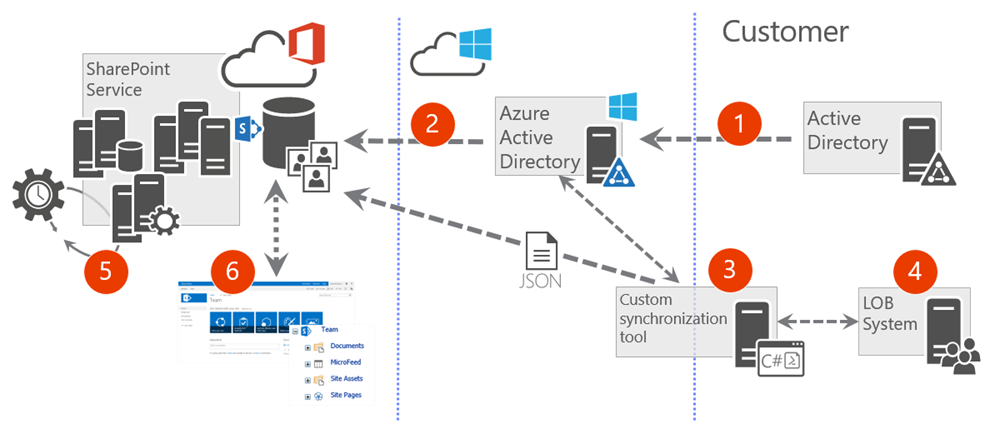 Customer
SharePoint
Service
S
Azure
Active
Directory
2
1
Active
Directory
5
6
JSON
3
4
Custom
synchronization
tool
C#
LOB
System
Team
Team
Documents
MicroFeed
Site Assets
Site Pages